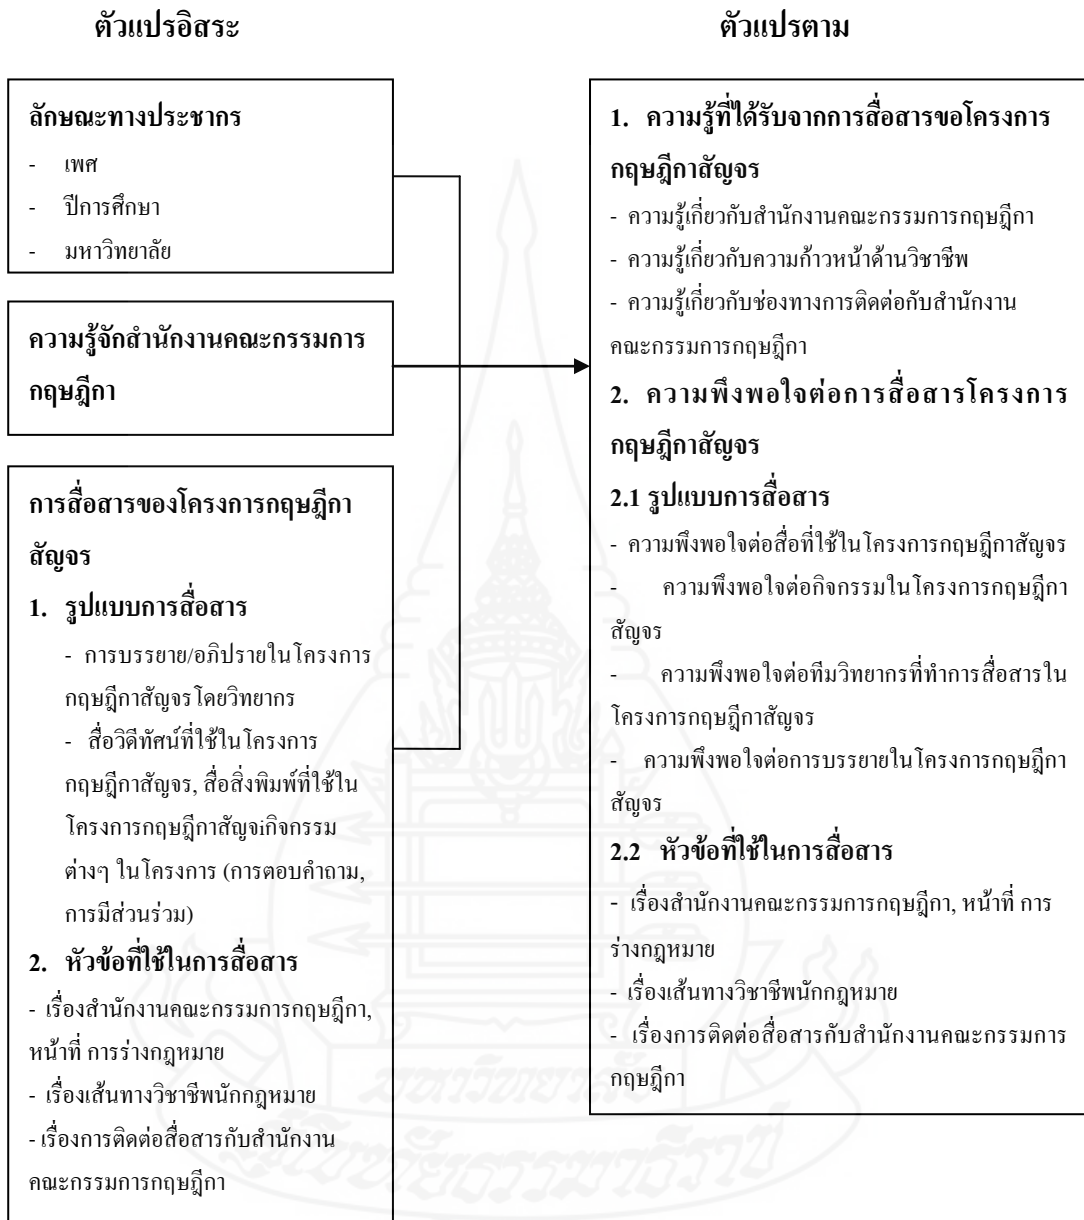 ตัวแปรอิสระ
ตัวแปรตาม
ลักษณะทางประชากร
- เพศ
- ปีการศึกษา
- มหาวิทยาลัย
ความรู้จักสำนักงานคณะกรรมการ
กฤษฎีกา
การสื่อสารของโครงการกฤษฎีกา
สัญจร
1. รูปแบบการสื่อสาร
- การบรรยาย/อภิปรายในโครงการ
กฤษฎีกาสัญจรโดยวิทยากร
- สื่อวิดีทัศน์ที่ใช้ในโครงการ
กฤษฎีกาสัญจร, สื่อสิ่งพิมพ์ที่ใช้ใน
โครงการกฤษฎีกาสัญจiกิจกรรม
ต่างๆ ในโครงการ (การตอบคำถาม,
การมีส่วนร่วม)
2. หัวข้อที่ใช้ในการสื่อสาร
- เรื่องสำนักงานคณะกรรมการกฤษฎีกา,
หน้าที่ การร่างกฎหมาย
- เรื่องเส้นทางวิชาชีพนักกฎหมาย
- เรื่องการติดต่อสื่อสารกับสำนักงาน
คณะกรรมการกฤษฎีกา
1. ความรู้ที่ได้รับจากการสื่อสารขอโครงการ
กฤษฎีกาสัญจร
- ความรู้เกี่ยวกับสำนักงานคณะกรรมการกฤษฎีกา
- ความรู้เกี่ยวกับความก้าวหน้าด้านวิชาชีพ
- ความรู้เกี่ยวกับช่องทางการติดต่อกับสำนักงาน
คณะกรรมการกฤษฎีกา
2. ความพึงพอใจต่อการสื่อสารโครงการ
กฤษฎีกาสัญจร
2.1 รูปแบบการสื่อสาร
- ความพึงพอใจต่อสื่อที่ใช้ในโครงการกฤษฎีกาสัญจร
- ความพึงพอใจต่อกิจกรรมในโครงการกฤษฎีกา
สัญจร
- ความพึงพอใจต่อทีมวิทยากรที่ทำการสื่อสารใน
โครงการกฤษฎีกาสัญจร
- ความพึงพอใจต่อการบรรยายในโครงการกฤษฎีกา
สัญจร
2.2 หัวข้อที่ใช้ในการสื่อสาร
- เรื่องสำนักงานคณะกรรมการกฤษฎีกา, หน้าที่ การ
ร่างกฎหมาย
- เรื่องเส้นทางวิชาชีพนักกฎหมาย
- เรื่องการติดต่อสื่อสารกับสำนักงานคณะกรรมการ
กฤษฎีกา
มหาวิทยาลัย
สุโขทัยธรรมาธิราช